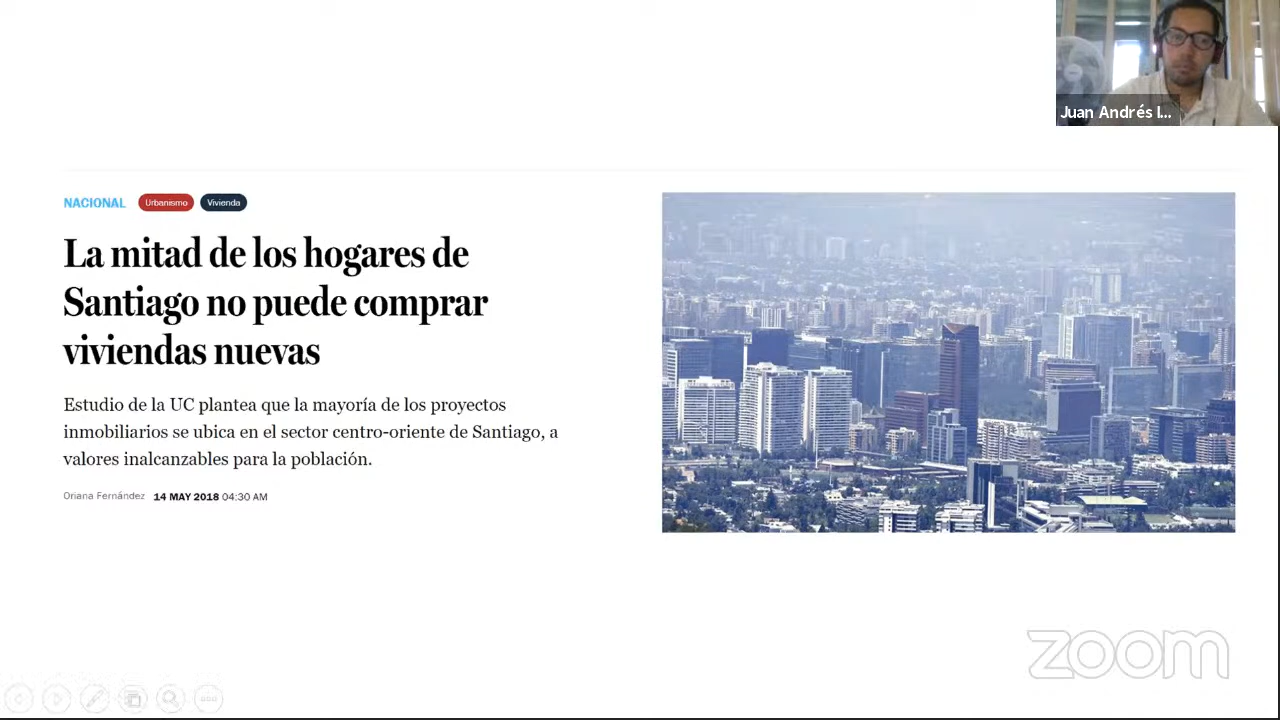 Juan Andrés I...
NACIONAL Urbanismo Vivienda
La mitad de los hogares de
Santiago no puede comprar
viviendas nuevas
Estudio de la UC plantea que la mayoría de los proyectos
inmobiliarios se ubica en el sector centro-oriente de Santiago, a
valores inalcanzables para la población.
Oriana Fernández 14 MAY 2018 04:30 AM
zoom